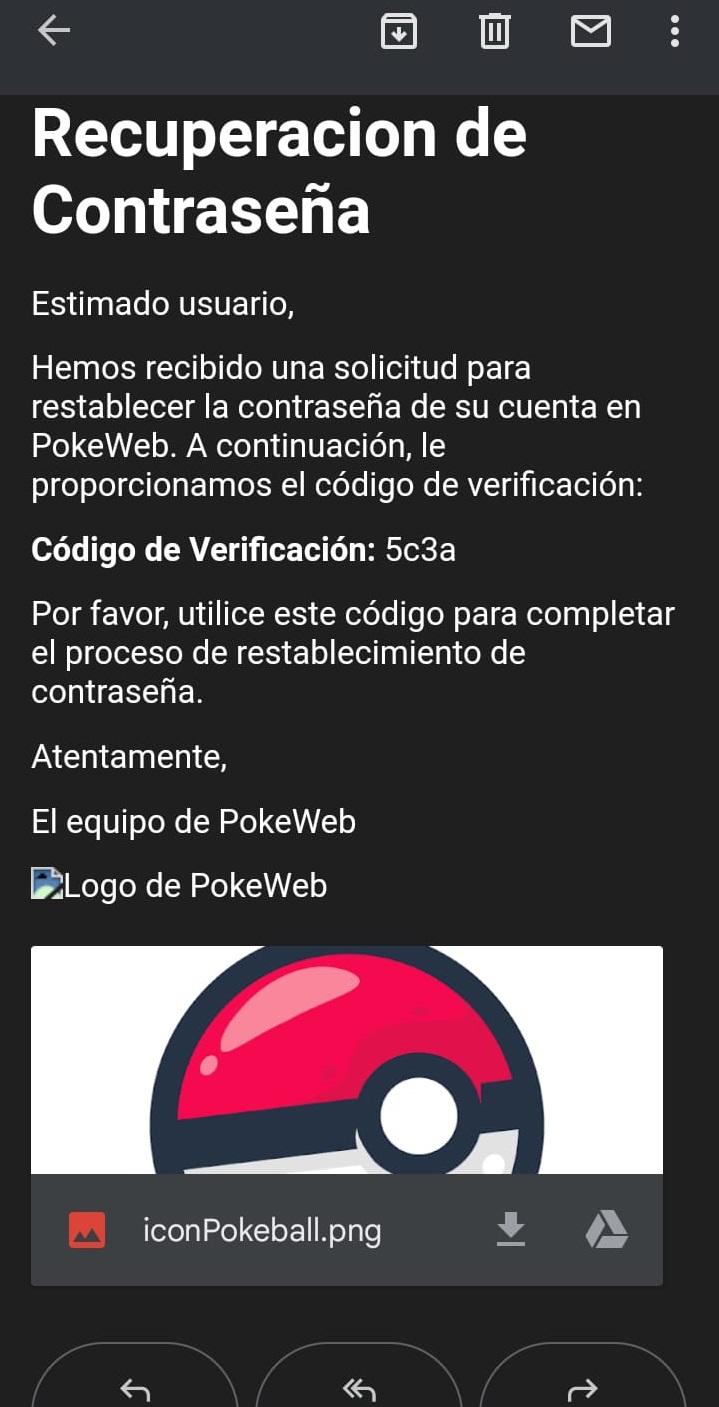 Recuperacion de
Contraseña
Estimado usuario,
Hemos recibido una solicitud para
restablecer la contraseña de su cuenta en
PokeWeb. A continuación, le
proporcionamos el código de verificación:
Código de Verificación: 5c3a
Por favor, utilice este código para completar
el proceso de restablecimiento de
contraseña.
Atentamente,
El equipo de PokeWeb
Logo de PokeWeb
iconPokeball.png